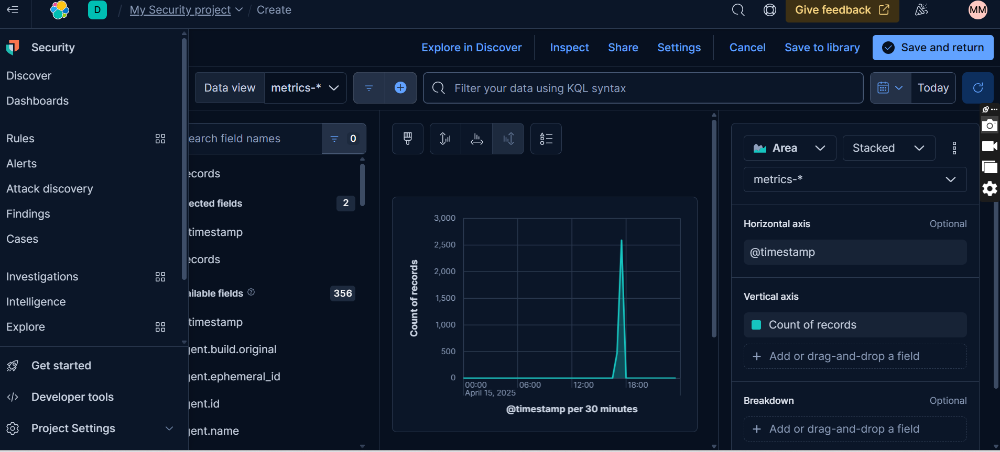 D / My Security project / Create
Give feedback
MM
Security
Discover
Dashboards
Rules
Alerts
Attack discovery
Findings
Cases
Investigations
Intelligence
Explore
Get started
Developer tools
Project Settings
Explore in Discover
Inspect
Share
Settings
Cancel
Save to library
Save and return
Data view metrics-*
Filter your data using KQL syntax
Today
earch field names
0
ecords
ected fields
2
timestamp
ecords
ailable fields
356
timestamp
gent.build.original
gent.ephemeral_id
gent.id
gent.name
3,000
2,500
2,000
1,500
1,000
500
0
Count of records
00:00 06:00 12:00 18:00
April 15, 2025
@timestamp per 30 minutes
Area
Stacked
metrics-*
Horizontal axis Optional
@timestamp
Vertical axis
Count of records
+ Add or drag-and-drop a field
Breakdown Optional
+ Add or drag-and-drop a field